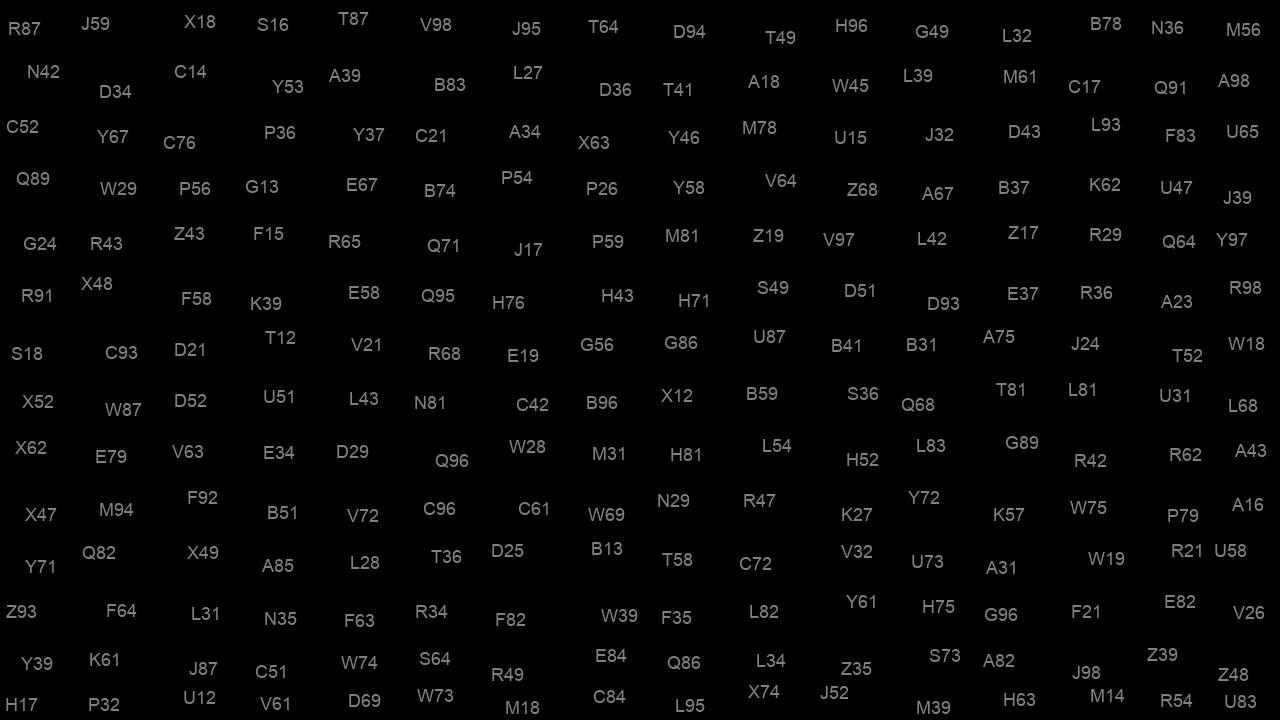 R87 J59 X18 S16 T87 V98 J95 T64 D94 T49 H96 G49 L32 B78 N36 M56
N42 D34 C14 Y53 A39 B83 L27 D36 T41 A18 W45 L39 M61 C17 Q91 A98
C52 Y67 C76 P36 Y37 C21 A34 X63 Y46 M78 U15 J32 D43 L93 F83 U65
Q89 W29 P56 G13 E67 B74 P54 P26 Y58 V64 Z68 A67 B37 K62 U47 J39
G24 R43 Z43 F15 R65 Q71 J17 P59 M81 Z19 V97 L42 Z17 R29 Q64 Y97
R91 X48 F58 K39 E58 Q95 H76 H43 H71 S49 D51 D93 E37 R36 A23 R98
S18 C93 D21 T12 V21 R68 E19 G56 G86 U87 B41 B31 A75 J24 T52 W18
X52 W87 D52 U51 L43 N81 C42 B96 X12 B59 S36 Q68 T81 L81 U31 L68
X62 E79 V63 E34 D29 Q96 W28 M31 H81 L54 H52 L83 G89 R42 R62 A43
X47 M94 F92 B51 V72 C96 C61 W69 N29 R47 K27 Y72 K57 W75 P79 A16
Y71 Q82 X49 A85 L28 T36 D25 B13 T58 C72 V32 U73 A31 W19 R21 U58
Z93 F64 L31 N35 F63 R34 F82 W39 F35 L82 Y61 H75 G96 F21 E82 V26
Y39 K61 J87 C51 W74 S64 R49 E84 Q86 L34 Z35 S73 A82 J98 Z39 Z48
H17 P32 U12 V61 D69 W73 M18 C84 L95 X74 J52 M39 H63 M14 R54 U83